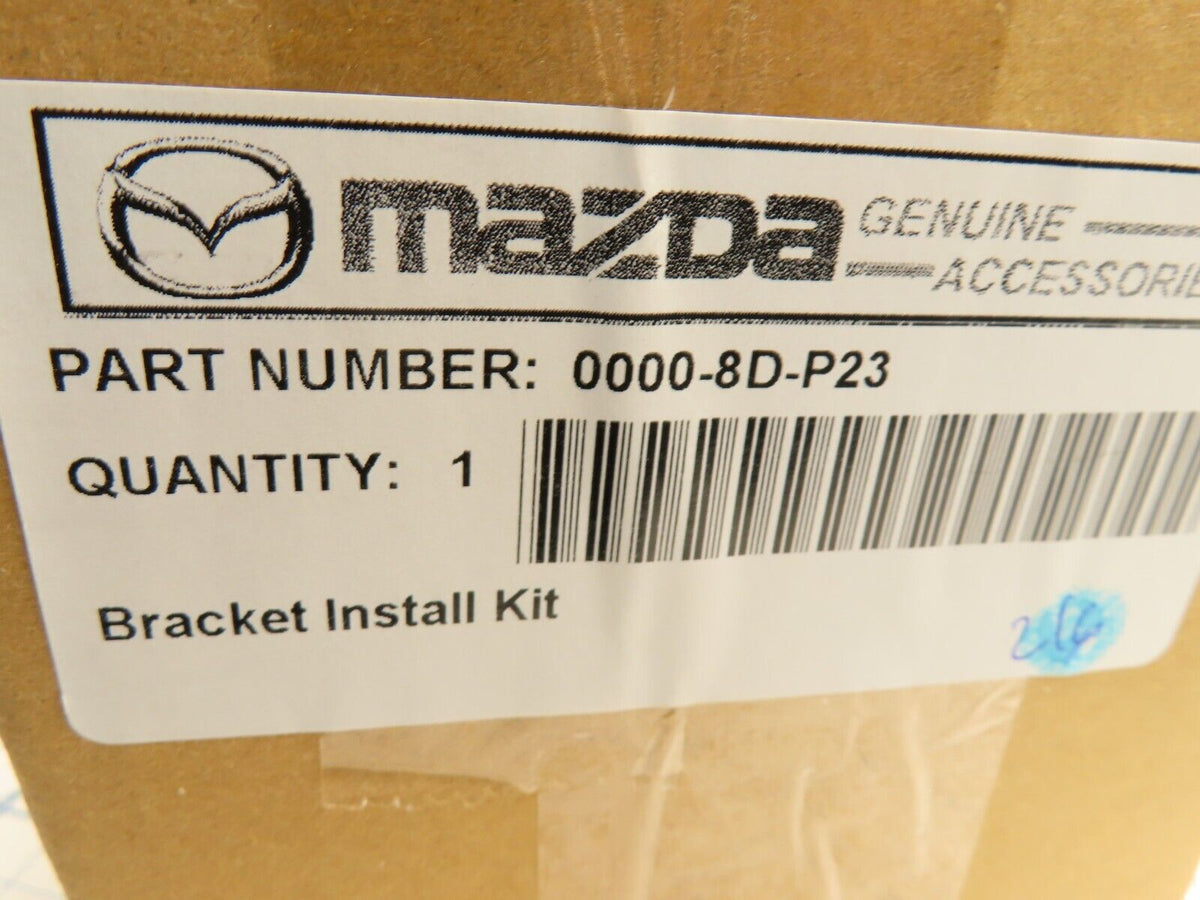 mazda GENUINE
ACCESSORIE
PART NUMBER: 0000-8D-P23
QUANTITY: 1
Bracket Install Kit